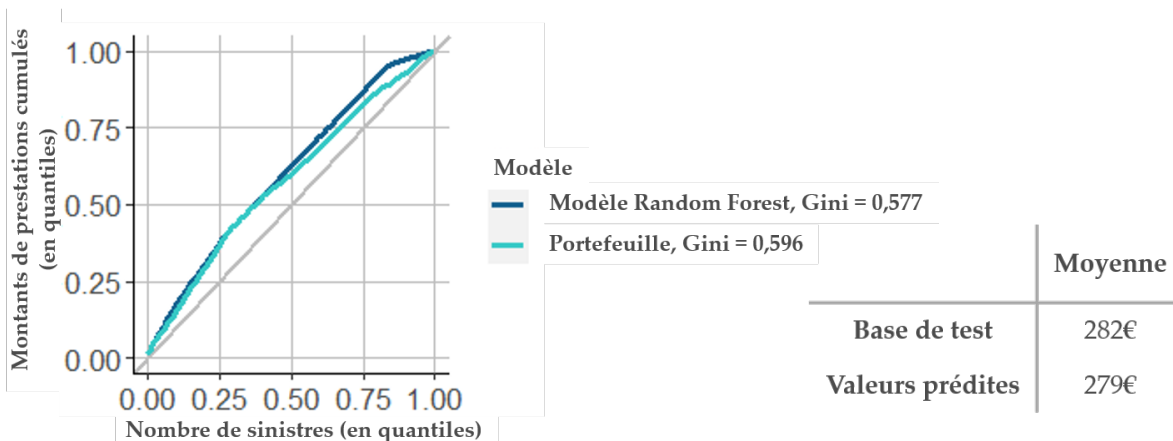 Montants de prestations cumulés
(en quantiles)
1.00
0.75
0.50
0.25
0.00
0.00 0.25 0.50 0.75 1.00
Nombre de sinistres (en quantiles)
Modèle
Modèle Random Forest, Gini = 0,577
Portefeuille, Gini = 0,596
Moyenne
Base de test 282€
Valeurs prédites 279€